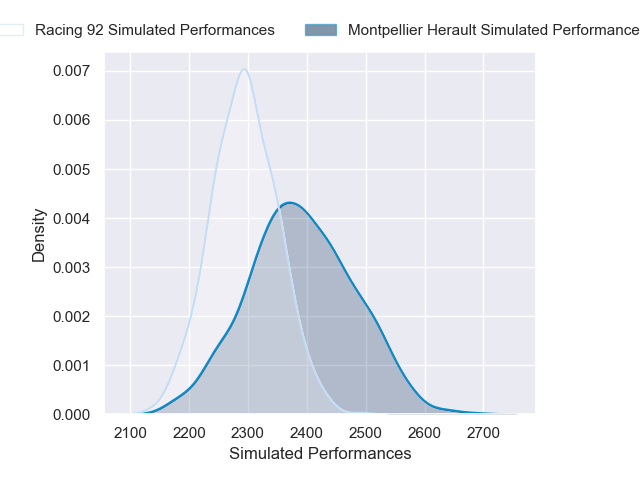 Racing 92 Simulated Performances
Montpellier Herault Simulated Performance
0.007
0.006
0.005
0.004
0.003
0.002
0.001
0.000
Density
2100 2200 2300 2400 2500 2600 2700
Simulated Performances